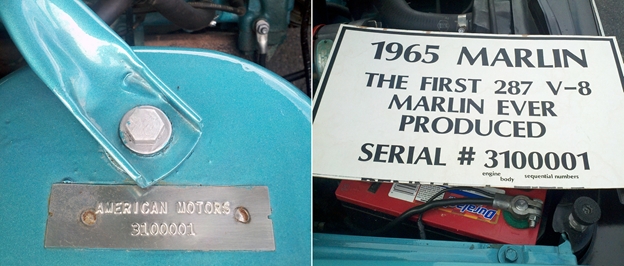 AMERICAN MOTORS
3100001
1965 MARLIN
THE FIRST 287 V-8
MARLIN EVER
PRODUCED
SERIAL # 3100001
engine
body
sequential numbers